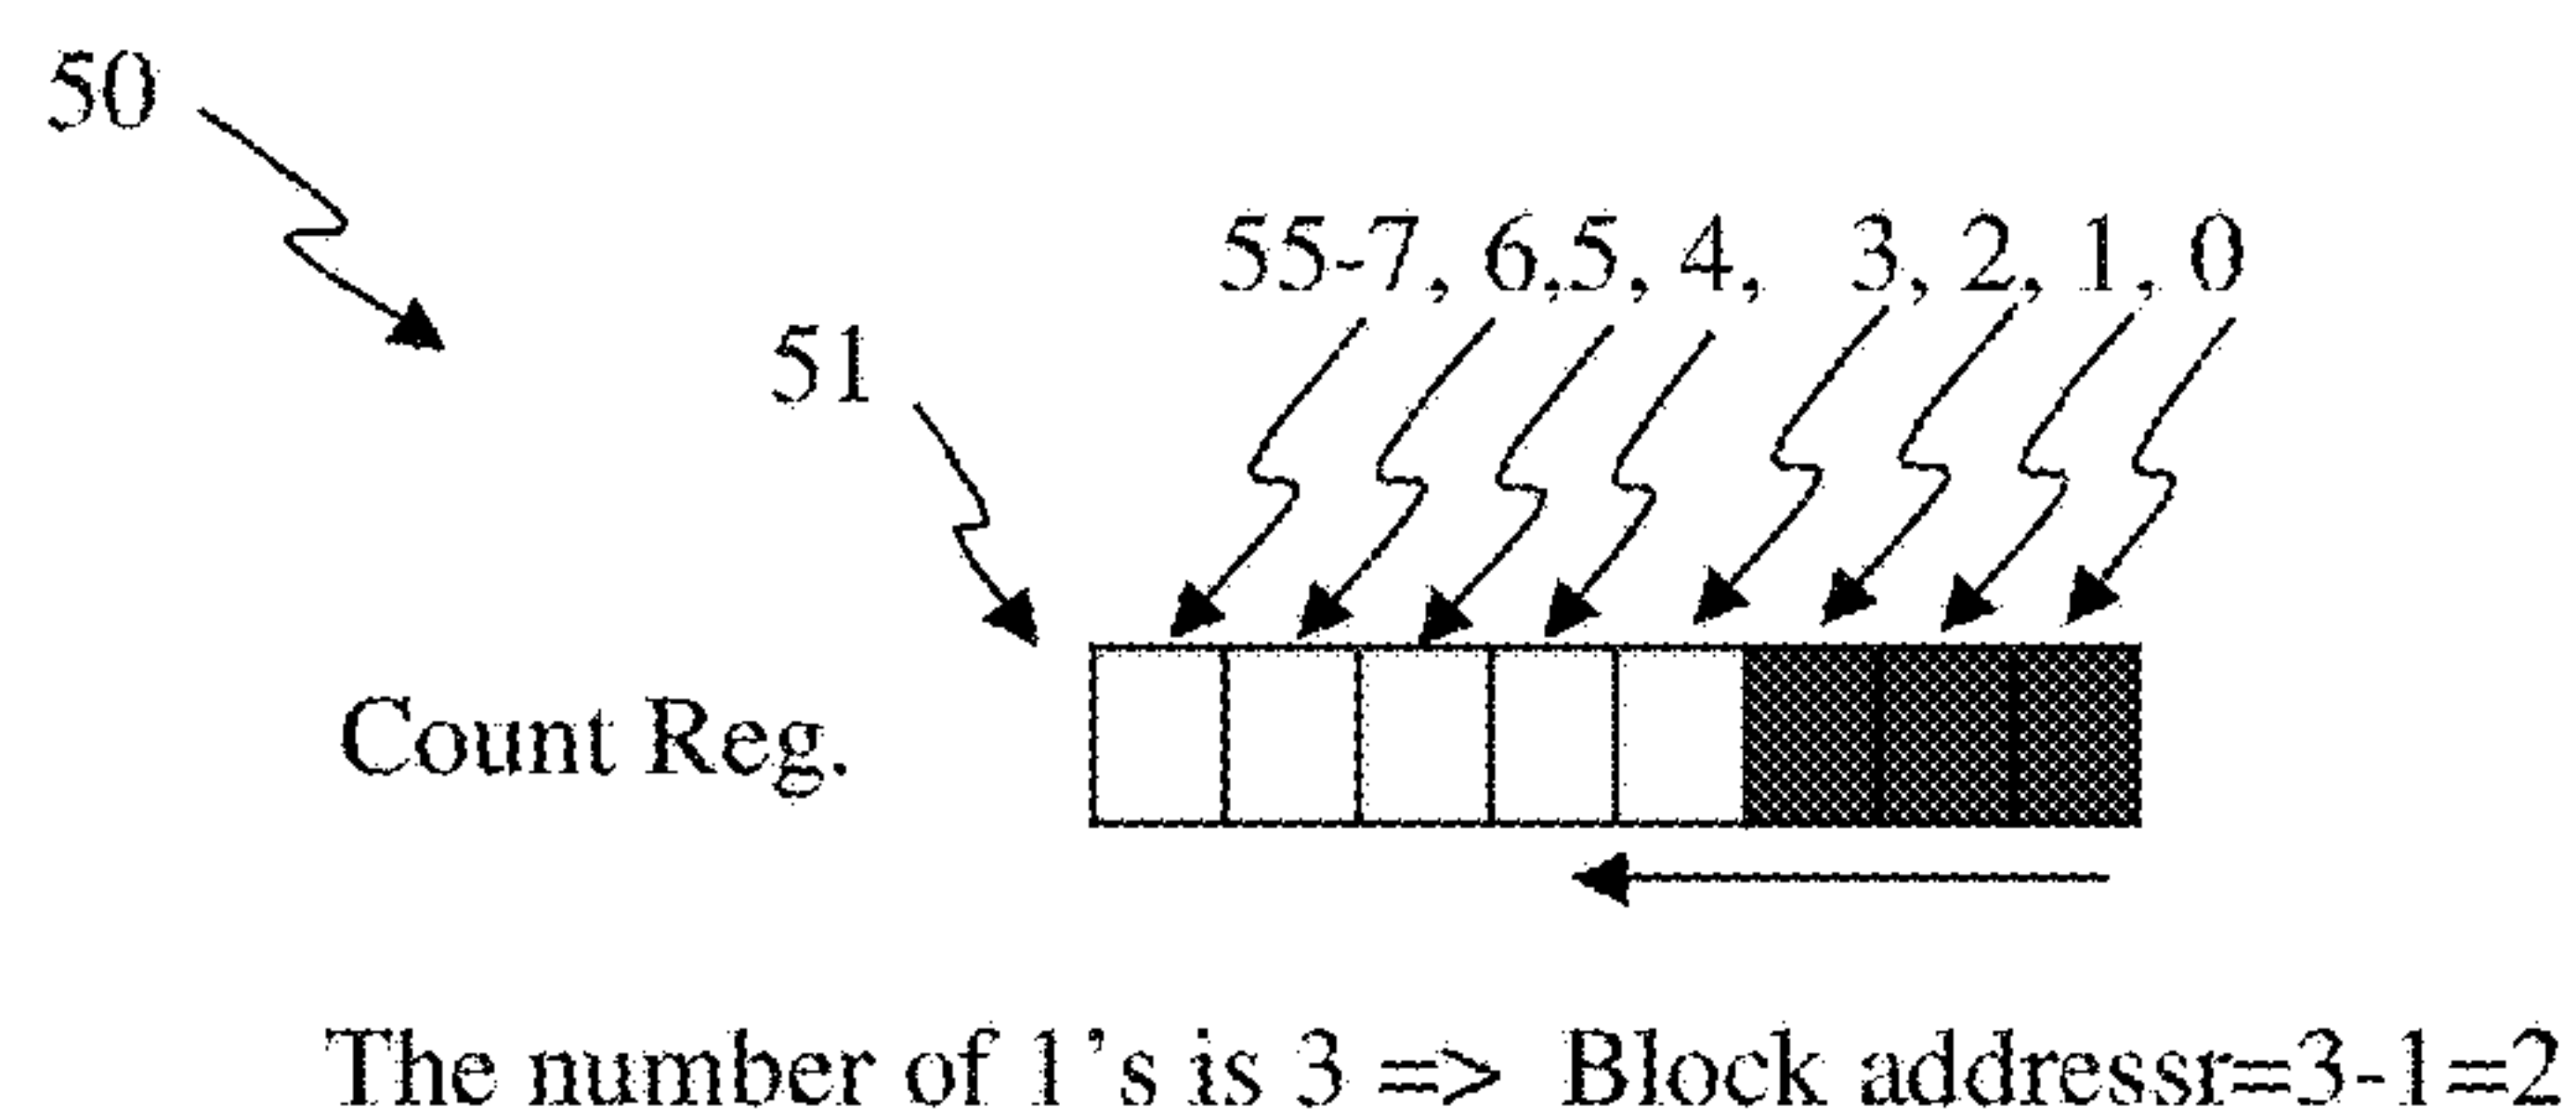 50
55-7, 6,5, 4, 3, 2, 1, 0
51
Count Reg.
The number of 1's is 3 => Block addressr=3-1=2